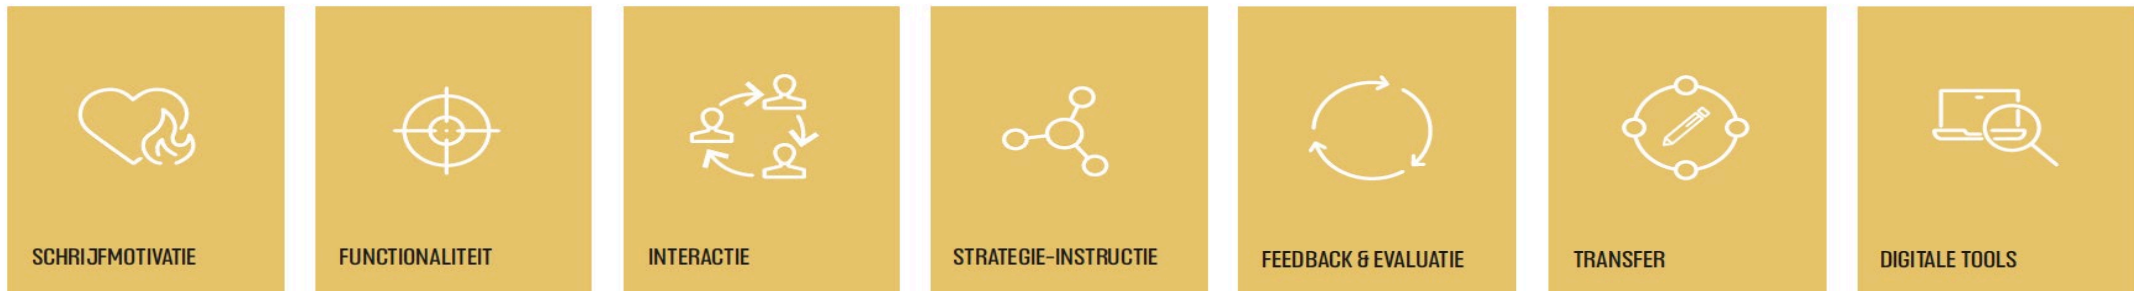 SCHRIJFMOTIVATIE
FUNCTIONALITEIT
INTERACTIE
STRATEGIE-INSTRUCTIE
FEEDBACK & EVALUATIE
TRANSFER
DIGITALE TOOLS